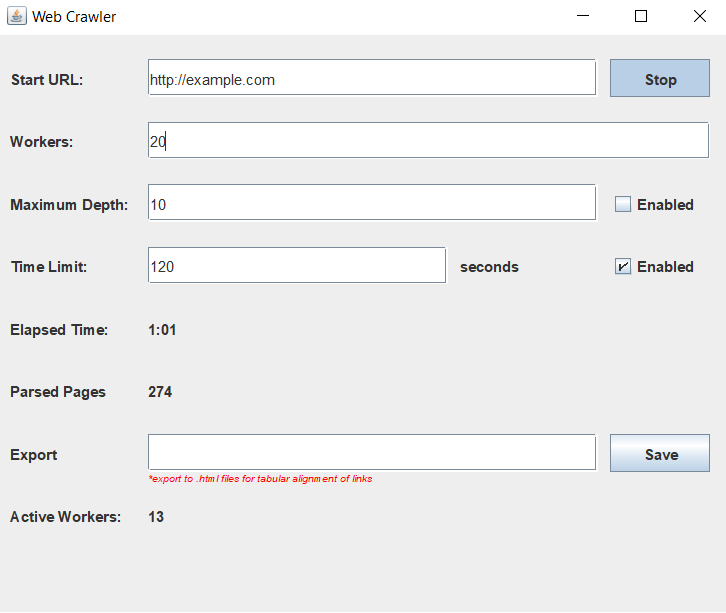 Web Crawler
Start URL: http://example.com Stop
Workers: 20
Maximum Depth: 10 Enabled
Time Limit: 120 seconds Enabled
Elapsed Time: 1:01
Parsed Pages 274
Export Save
*export to .html files for tabular alignment of links
Active Workers: 13